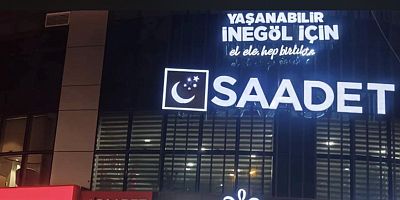 YAŞANABİLİR
İNEGÖL İÇİN
el ele, hep birlikte
SAADET